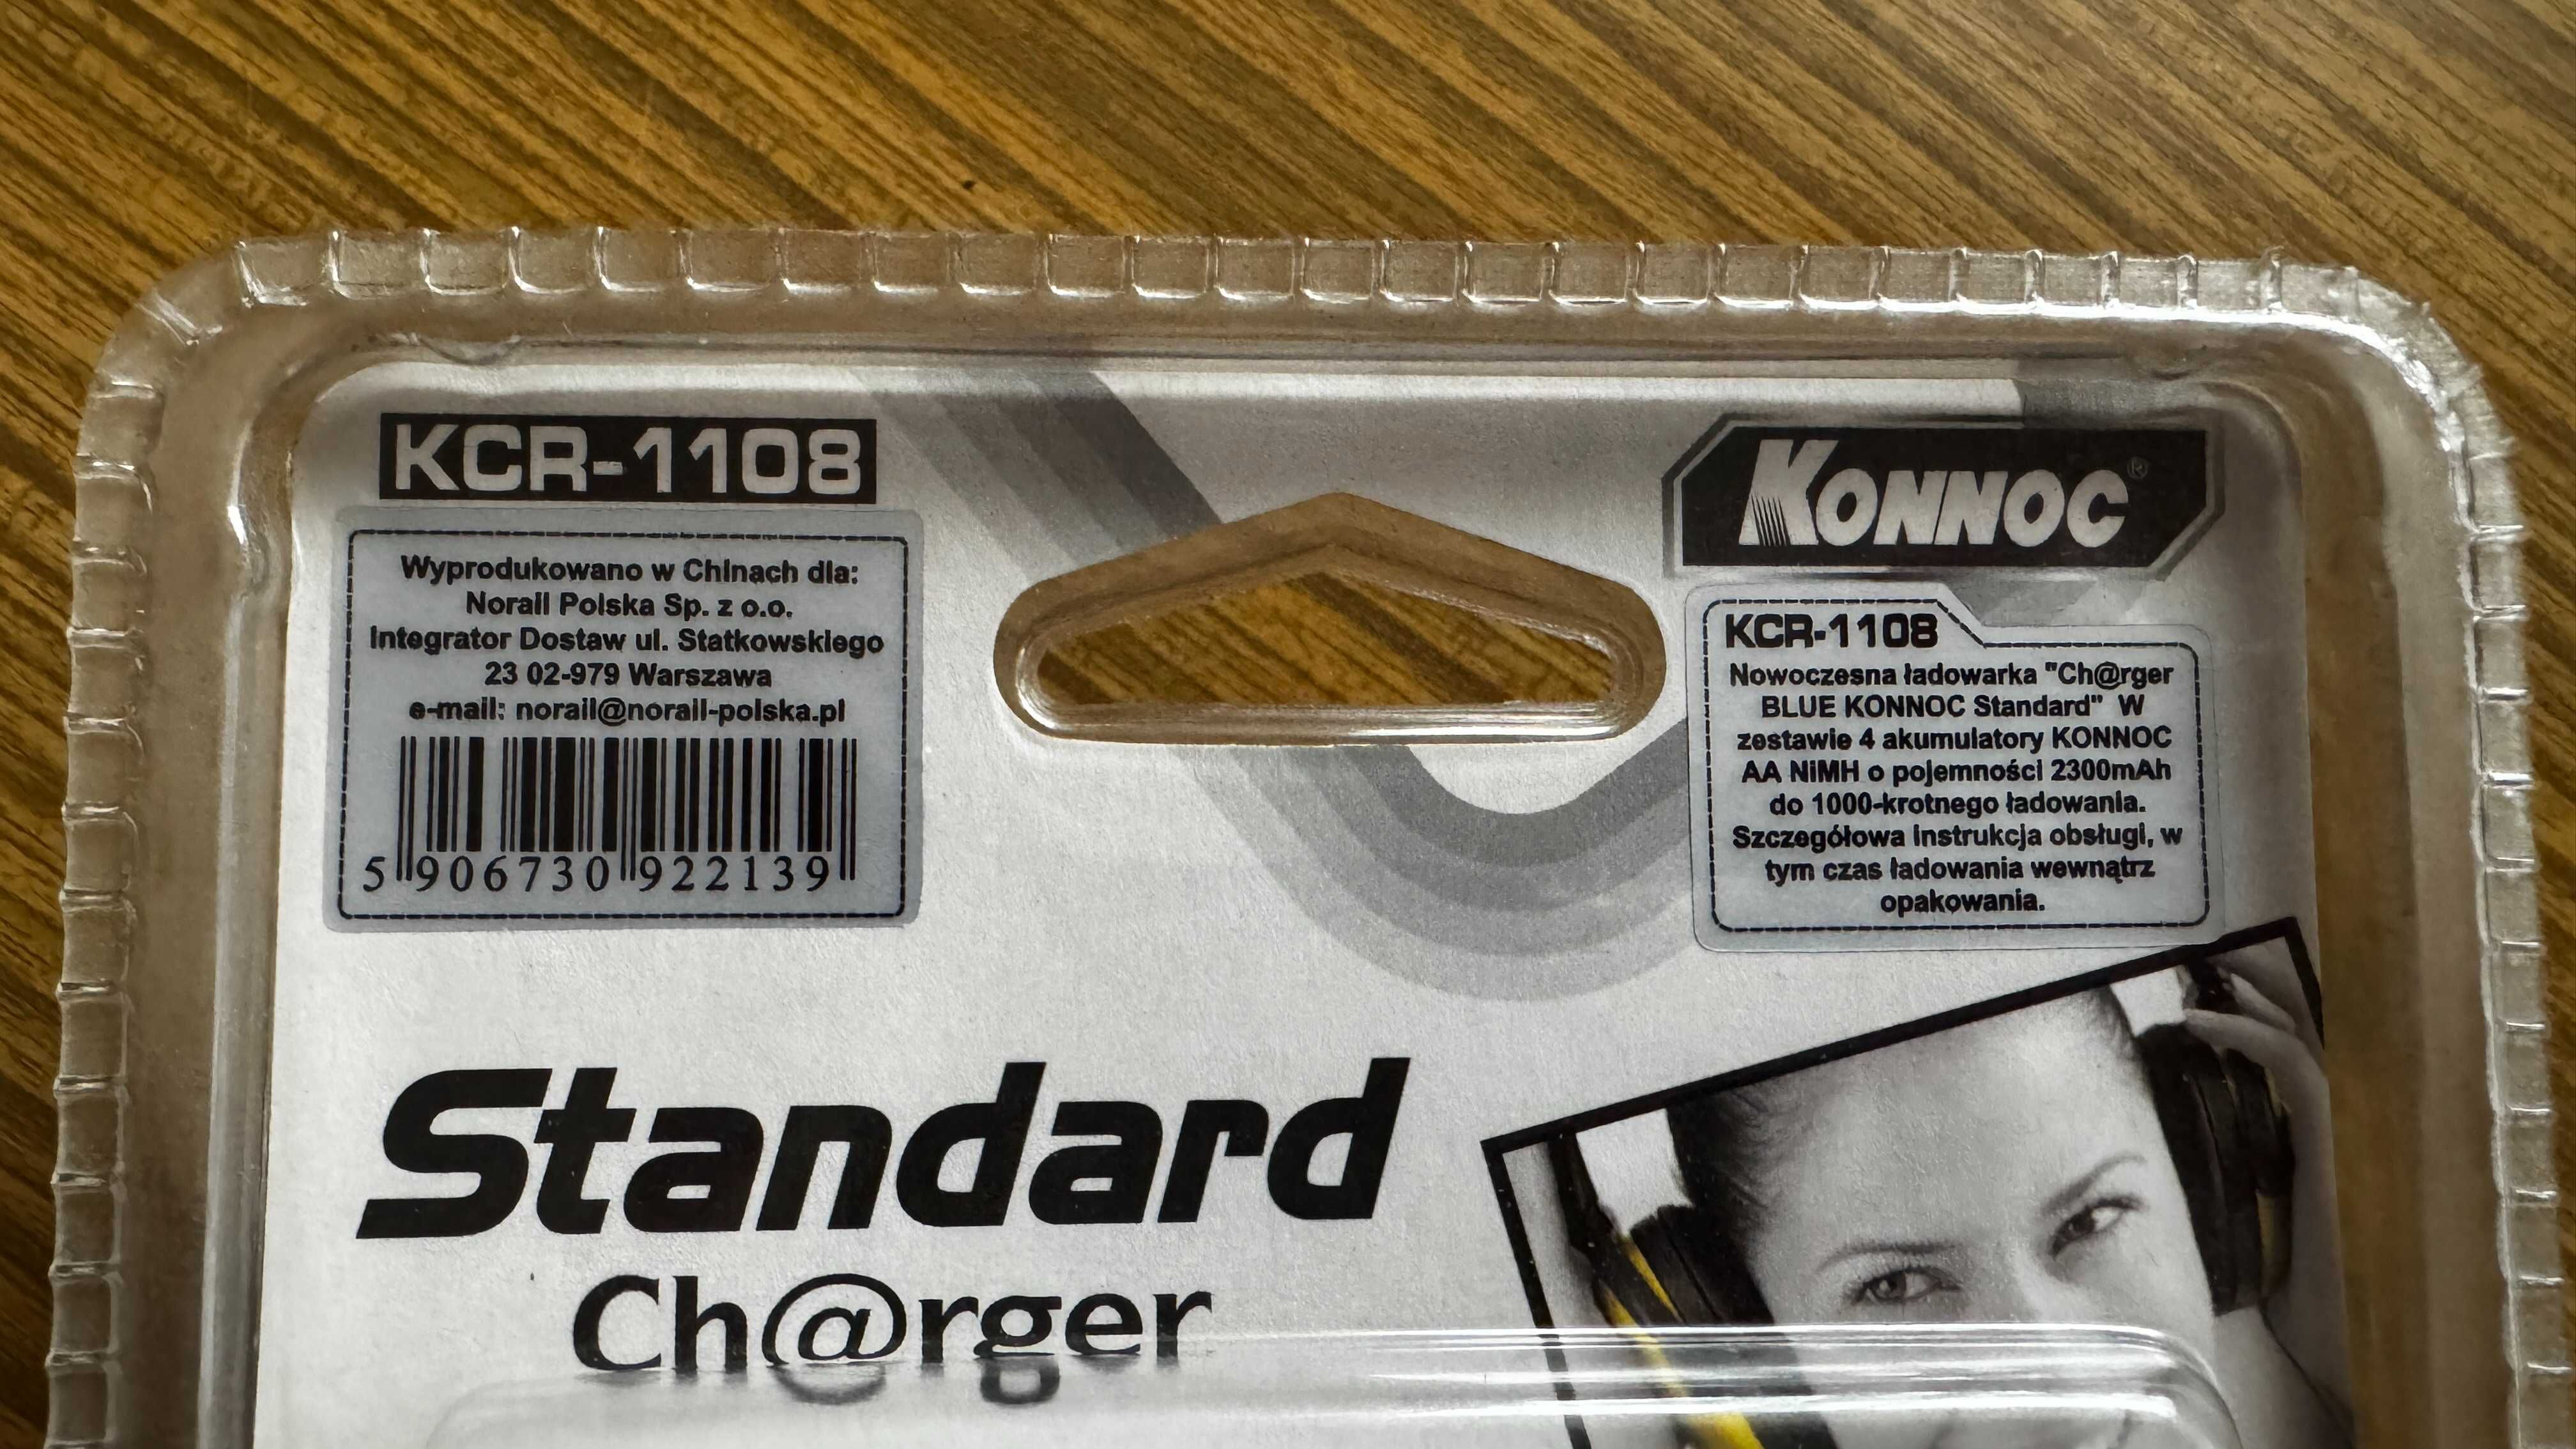 KCR-1108
Wyprodukowano w Chinach dla:
Norail Polska Sp. z o.o.
Integrator Dostaw ul. Statkowskiego
23 02-979 Warszawa
e-mail: norail@norail-polska.pl
5 906730 922139
KONNOC®
KCR-1108
Nowoczesna ładowarka "Ch@rger
BLUE KONNOC Standard" W
zestawie 4 akumulatory KONNOC
AA NiMH o pojemności 2300mAh
do 1000-krotnego ładowania.
Szczegółowa instrukcja obsługi, w
tym czas ładowania wewnątrz
opakowania.
Standard
Ch@rger